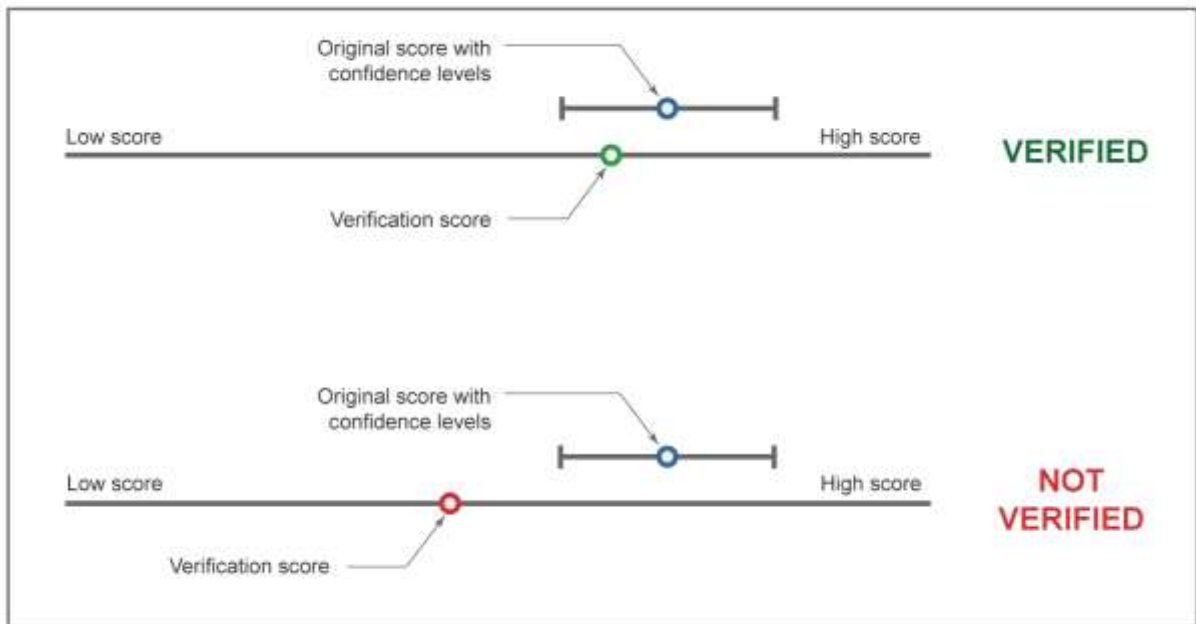 Original score with
confidence levels
Low score
High score
VERIFIED
Verification score
Original score with
confidence levels
Low score
High score
NOT
VERIFIED
Verification score